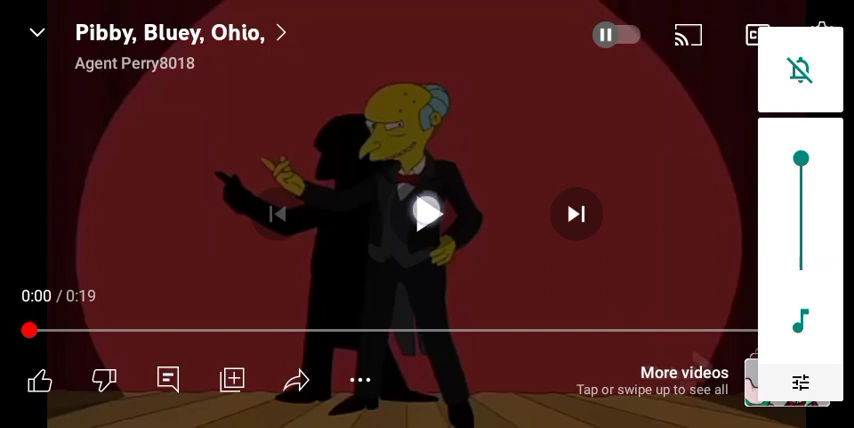 Pibby, Bluey, Ohio,
Agent Perry8018
0:00 / 0:19
More videos
Tap or swipe up to see all